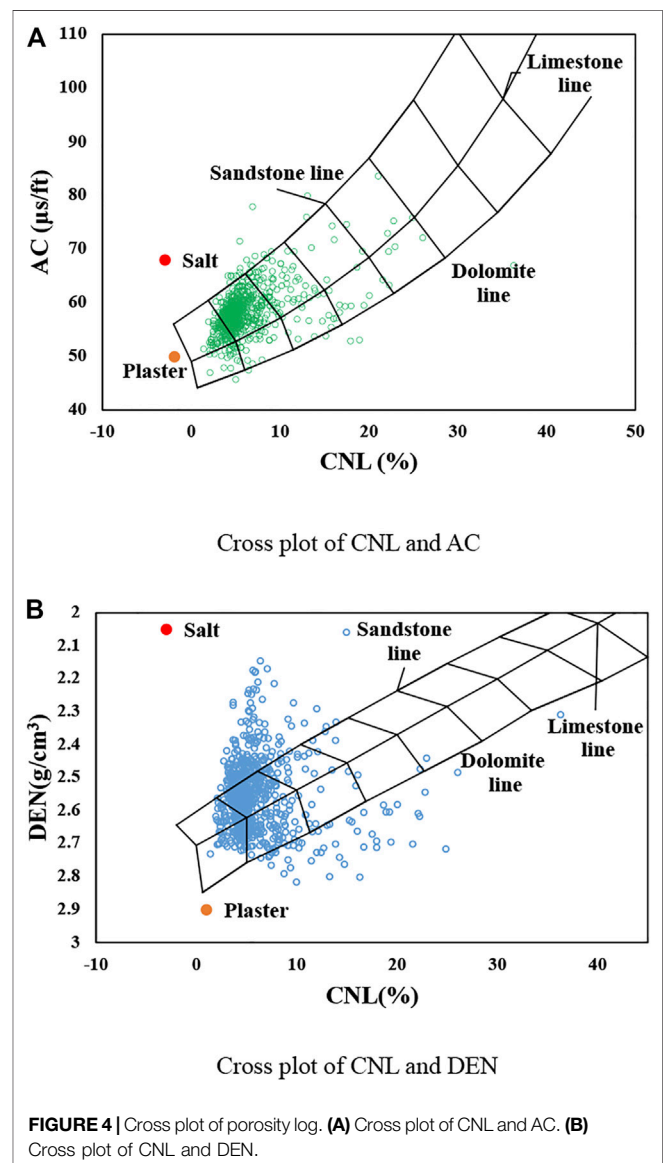 A
110
100
90
80
70
60
50
40
AC (µs/ft)
Limestone
line
Sandstone line
Salt
Dolomite
line
Plaster
-10 0 10 20 30 40 50
CNL (%)
Cross plot of CNL and AC
B
2
2.1
2.2
2.3
2.4
2.5
2.6
2.7
2.8
2.9
3
DEN(g/cm³)
Salt
Sandstone
line
Limestone
line
Dolomite
line
Plaster
-10 0 10 20 30 40
CNL(%)
Cross plot of CNL and DEN
FIGURE 4 | Cross plot of porosity log. (A) Cross plot of CNL and AC. (B)
Cross plot of CNL and DEN.